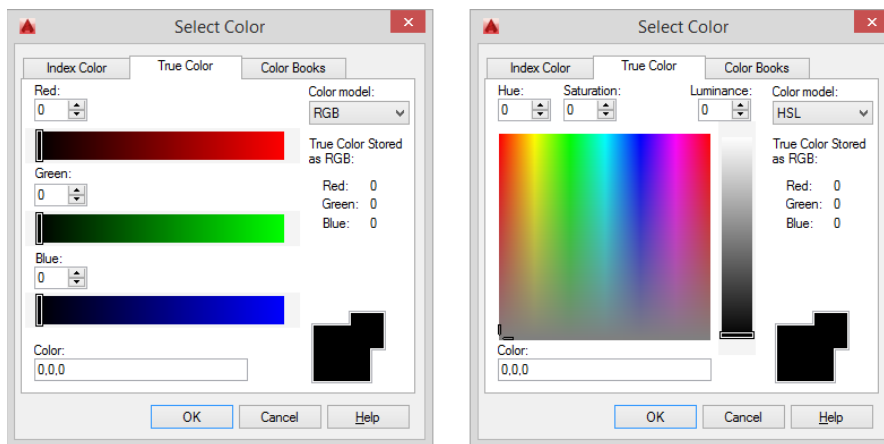 Select Color
Index Color True Color Color Books
Red:
0
Color model:
RGB
True Color Stored
as RGB:
Green:
0
Red: 0
Green: 0
Blue: 0
Blue:
0
Color:
0,0,0
OK Cancel Help
Select Color
Index Color True Color Color Books
Hue: Saturation: Luminance: Color model:
0 0 0 HSL
True Color Stored
as RGB:
Red: 0
Green: 0
Blue: 0
Color:
0,0,0
OK Cancel Help